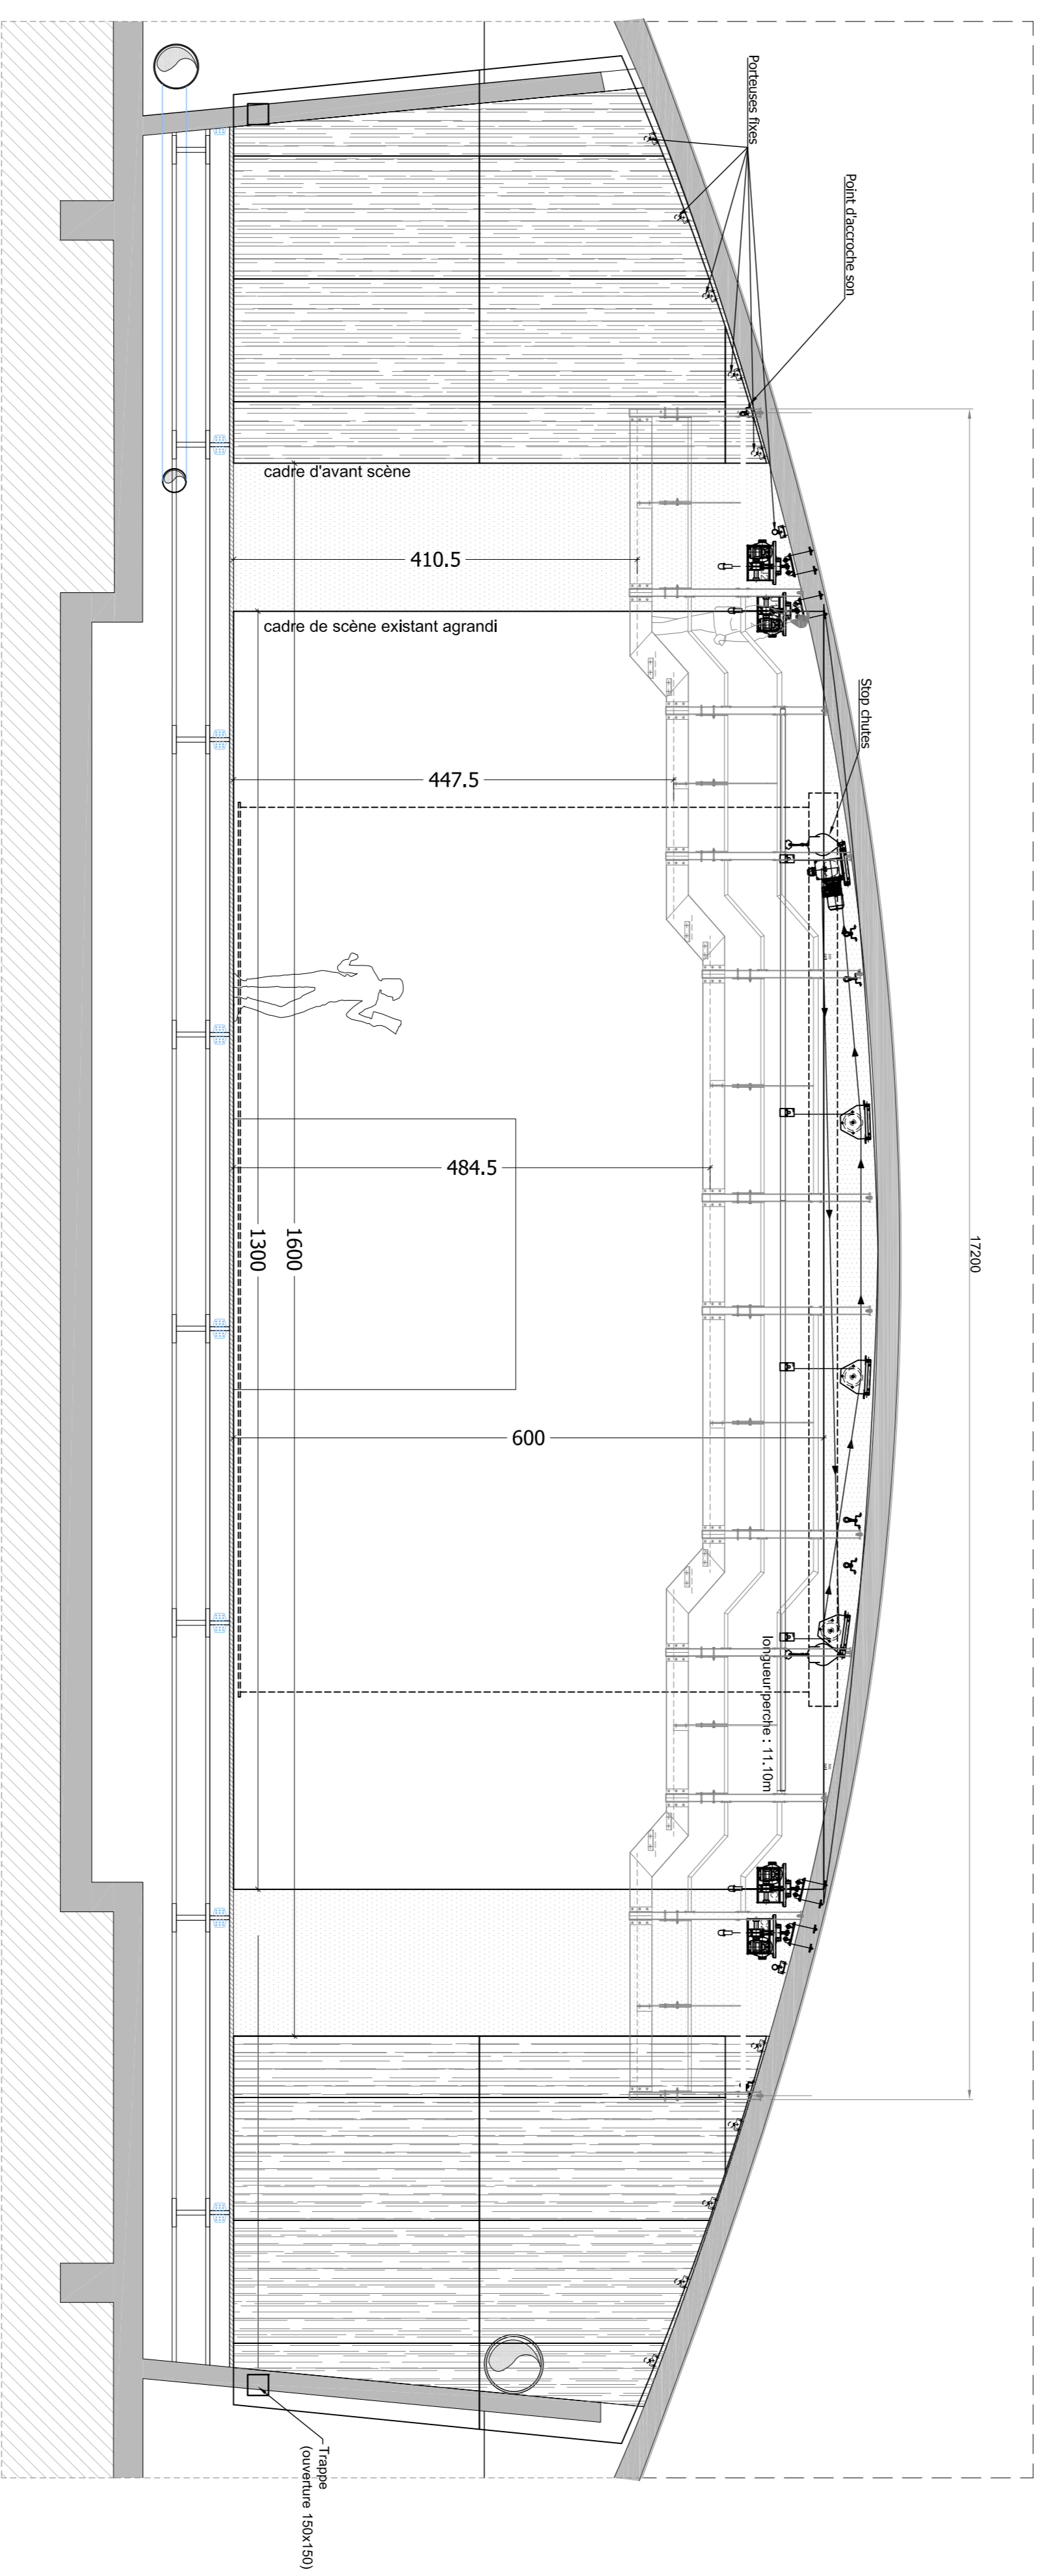 Porteuses fixes
Point d'accroche son
cadre d'avant scène
410.5
cadre de scène existant agrandi
Stop chutes
447.5
484.5
1300
1600
17200
600
longueur perche : 11.10m
Trappe
(ouverture 150x150)